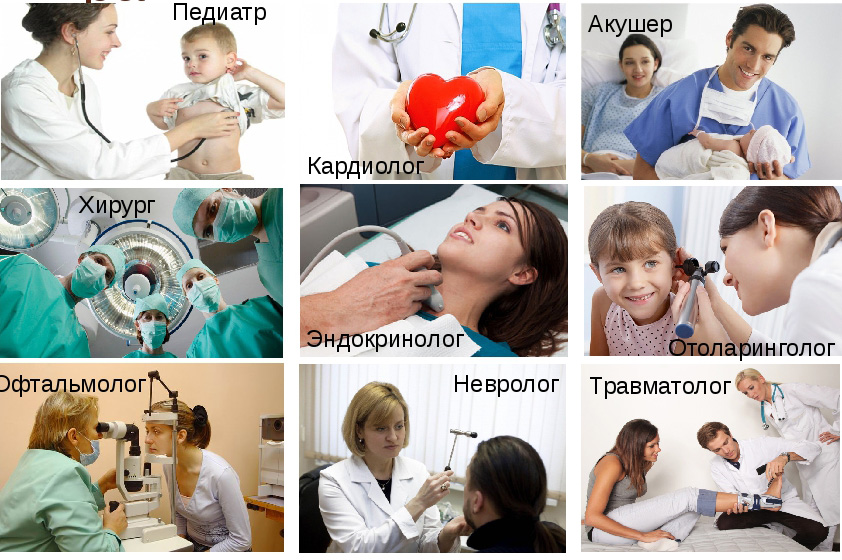 Педиатр
Кардиолог
Акушер
Хирург
Эндокринолог
Отоларинголог
Офтальмолог
Невролог
Травматолог